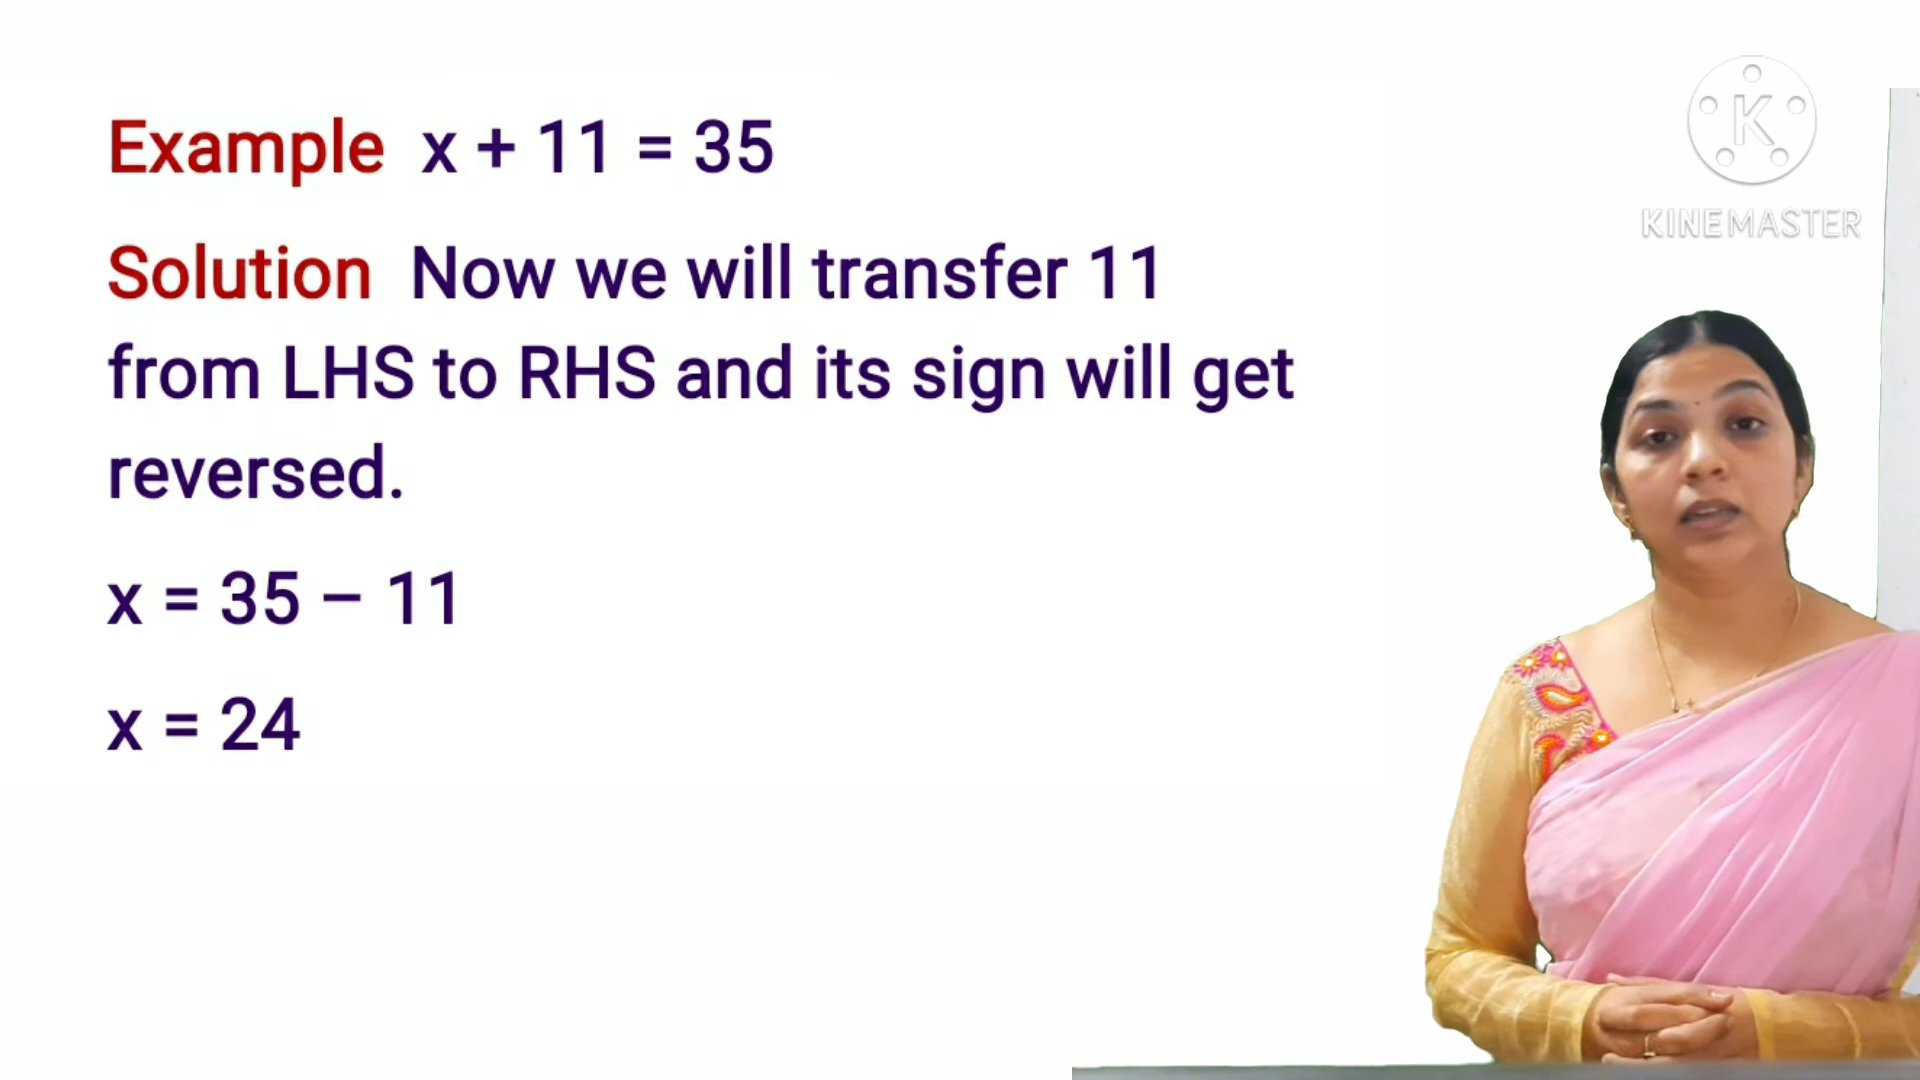 Example x + 11 = 35
Solution Now we will transfer 11
from LHS to RHS and its sign will get
reversed.
x = 35 – 11
x = 24
K
KINEMASTER